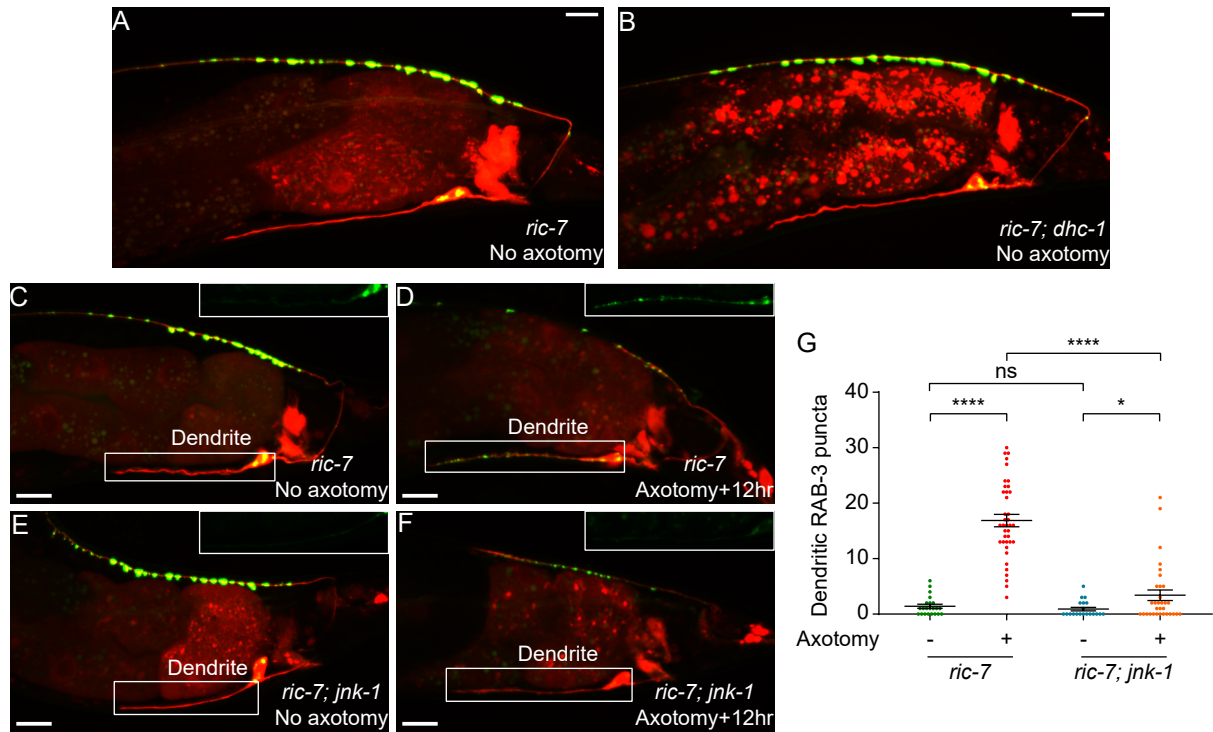 A
ric-7
No axotomy
B
ric-7; dhc-1
No axotomy
C
Dendrite
ric-7
No axotomy
D
Dendrite
ric-7
Axotomy+12hr
E
Dendrite
ric-7; jnk-1
No axotomy
F
Dendrite
ric-7; jnk-1
Axotomy+12hr
G
****
ns
**** *
Dendritic RAB-3 puncta
40
30
20
10
0
Axotomy - + - +
ric-7 ric-7; jnk-1